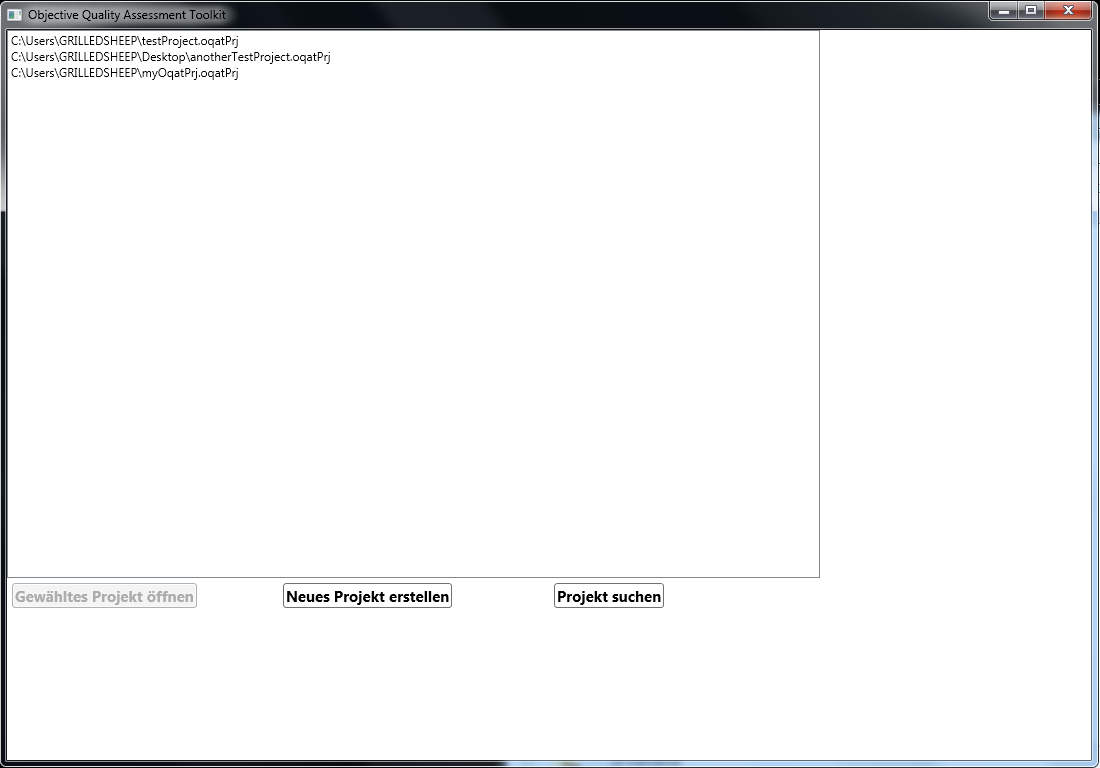 Objective Quality Assessment Toolkit
C:\Users\GRILLEDSHEEP\testProject.oqatPrj
C:\Users\GRILLEDSHEEP\Desktop\anotherTestProject.oqatPrj
C:\Users\GRILLEDSHEEP\myOqatPrj.oqatPrj
Gewähltes Projekt öffnen
Neues Projekt erstellen
Projekt suchen